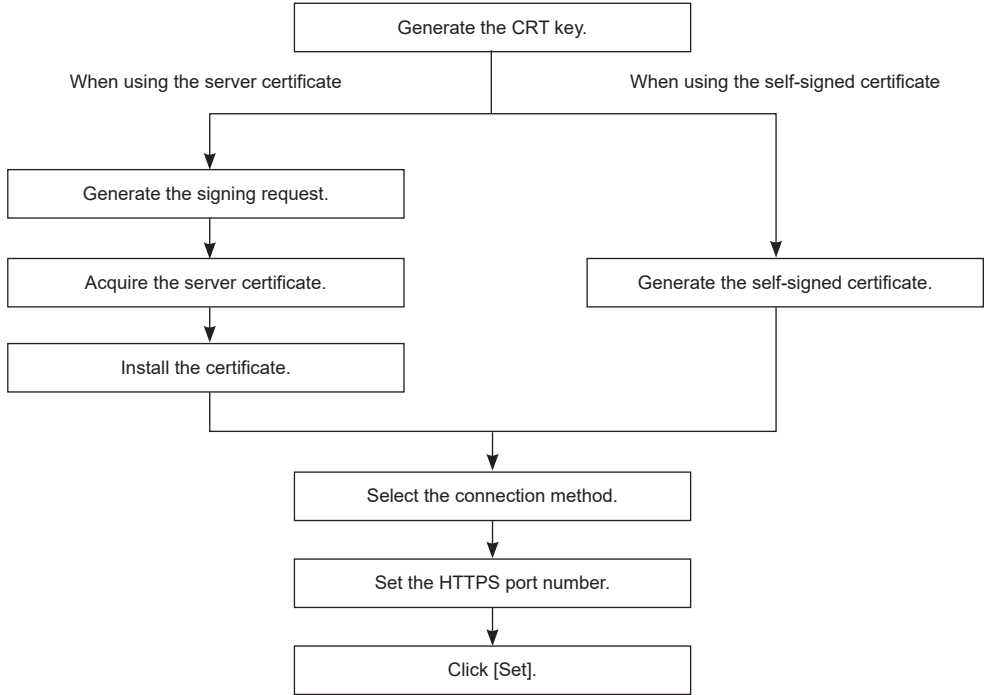 Generate the CRT key.
When using the server certificate
When using the self-signed certificate
Generate the signing request.
Acquire the server certificate.
Generate the self-signed certificate.
Install the certificate.
Select the connection method.
Set the HTTPS port number.
Click [Set].